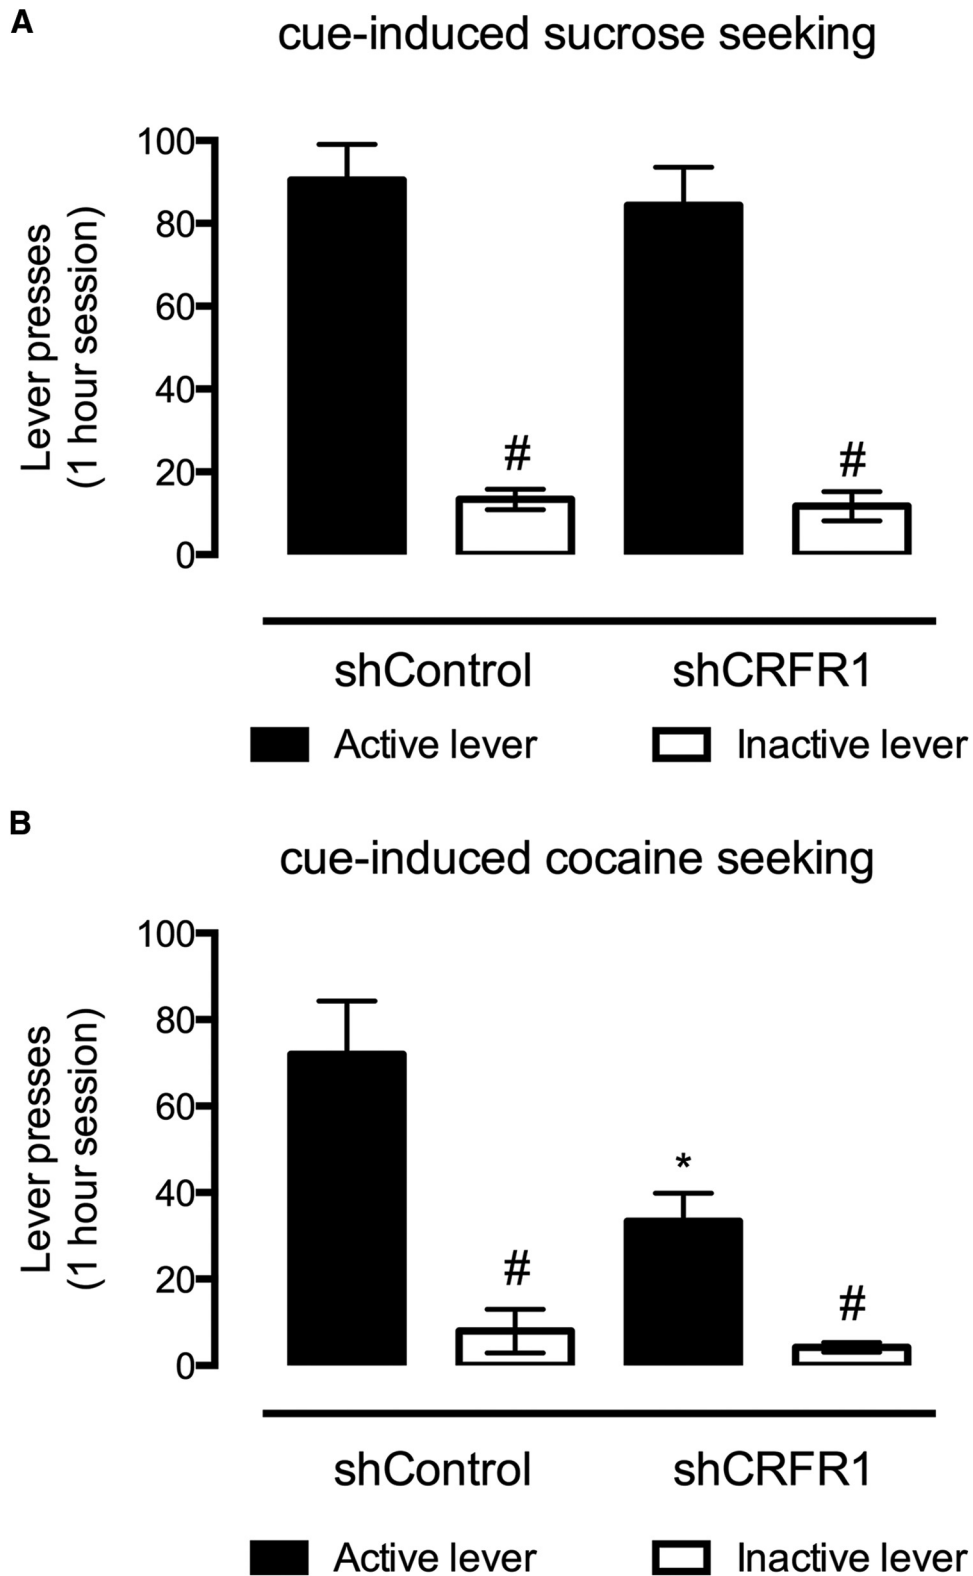 A
cue-induced sucrose seeking
Lever presses
(1 hour session)
100
80
60
40
20
0
#
#
shControl
shCRFR1
Active lever
Inactive lever
B
cue-induced cocaine seeking
Lever presses
(1 hour session)
100
80
60
40
20
0
#
*
#
shControl
shCRFR1
Active lever
Inactive lever